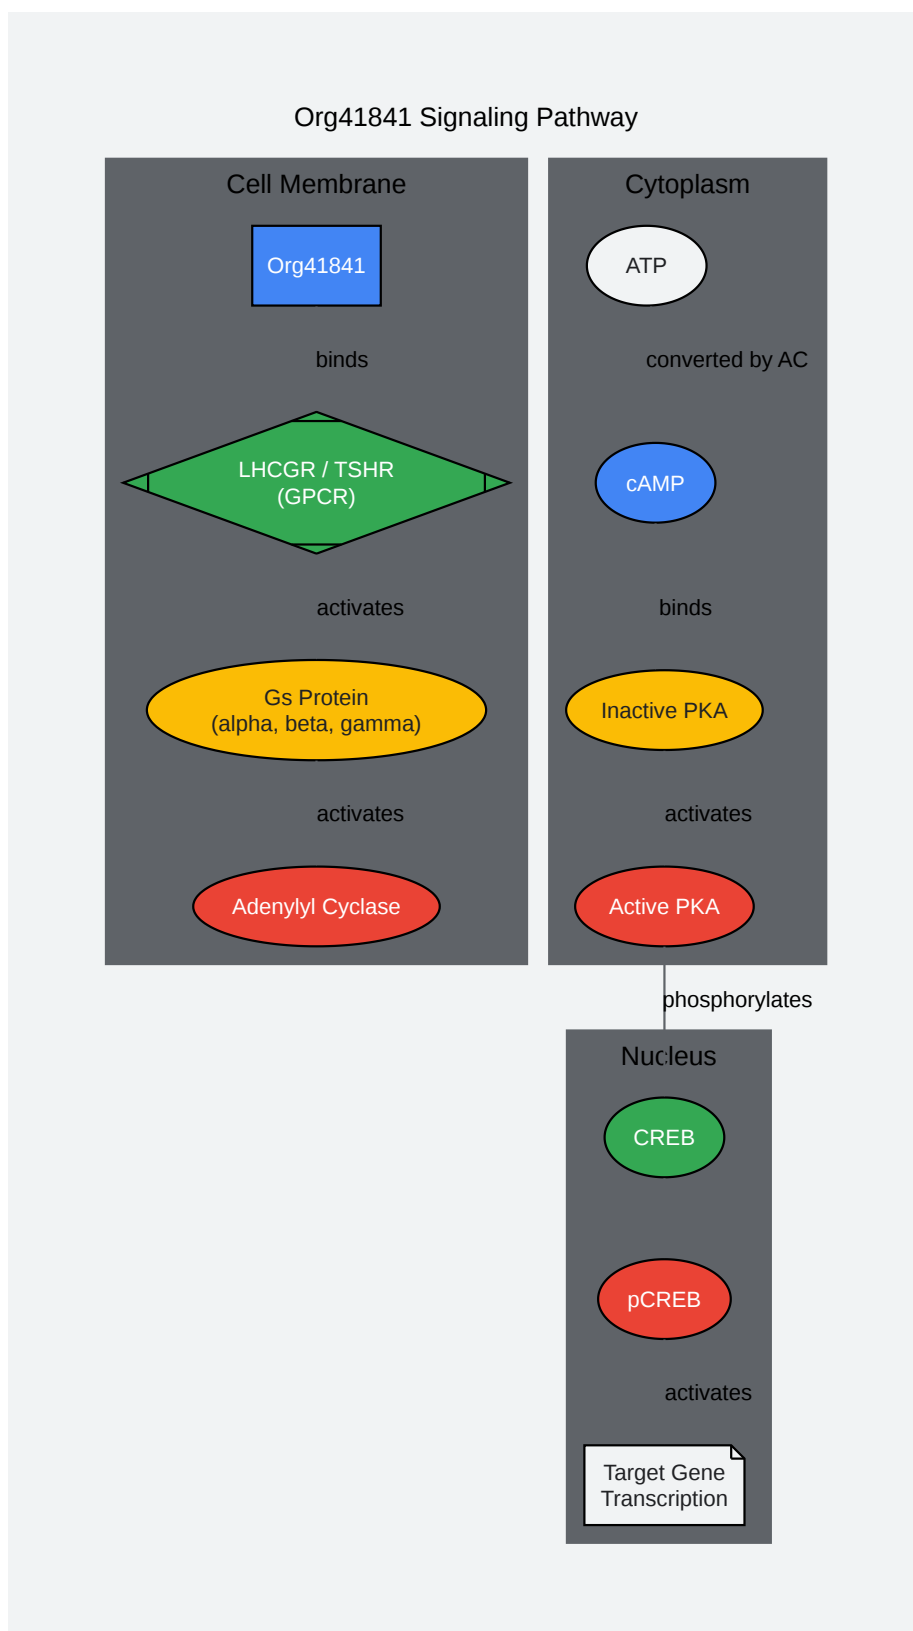 Org41841 Signaling Pathway
Cell Membrane
Org41841
binds
LHCGR / TSHR
(GPCR)
activates
Gs Protein
(alpha, beta, gamma)
activates
Adenylyl Cyclase
Cytoplasm
ATP
converted by AC
cAMP
binds
Inactive PKA
activates
Active PKA
phosphorylates
Nucleus
CREB
pCREB
activates
Target Gene
Transcription